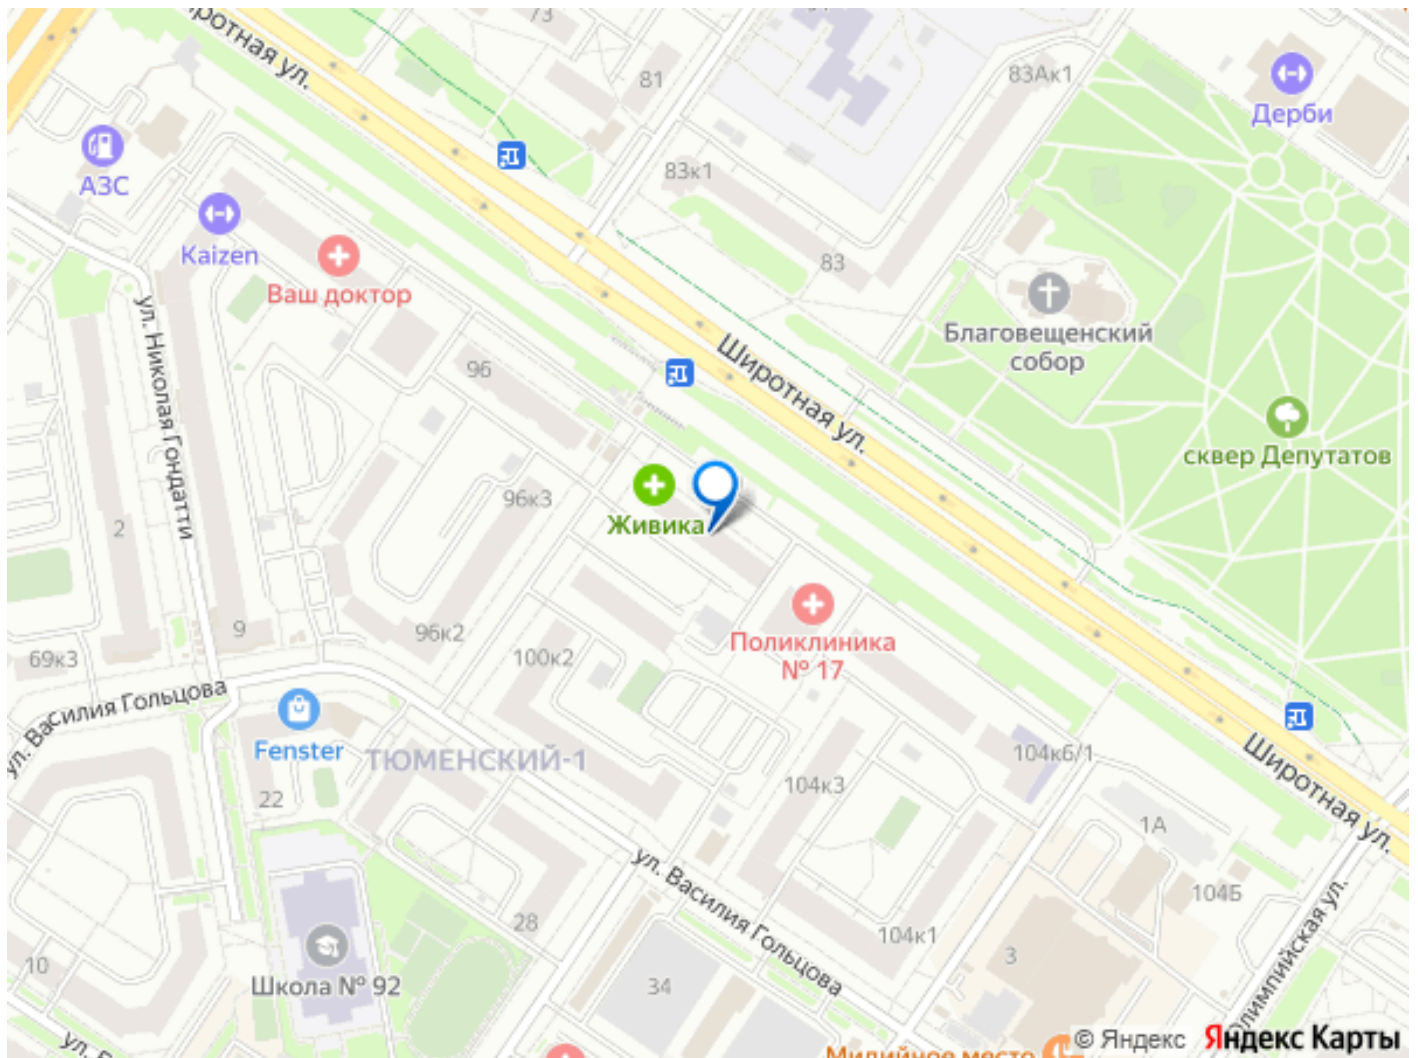 73
Широтная ул.
81
83Ак1
Дерби
АЗС
83к1
Kaizen
Ваш доктор
83
Благовещенский
собор
ул. Николая Гондатти
96
Широтная ул.
сквер Депутатов
96к3
Живика
2
9
96к2
100к2
Поликлиника
№ 17
69к3
ул. Василия Гольцова
Fenster
ТЮМЕНСКИЙ-1
22
104к3
104к6/1
Широтная ул.
1А
104Б
ул. Василия Гольцова
28
104к1
3
10
Школа № 92
34
Олимпийская ул.
ул.
Милийное место
© Яндекс Яндекс Карты